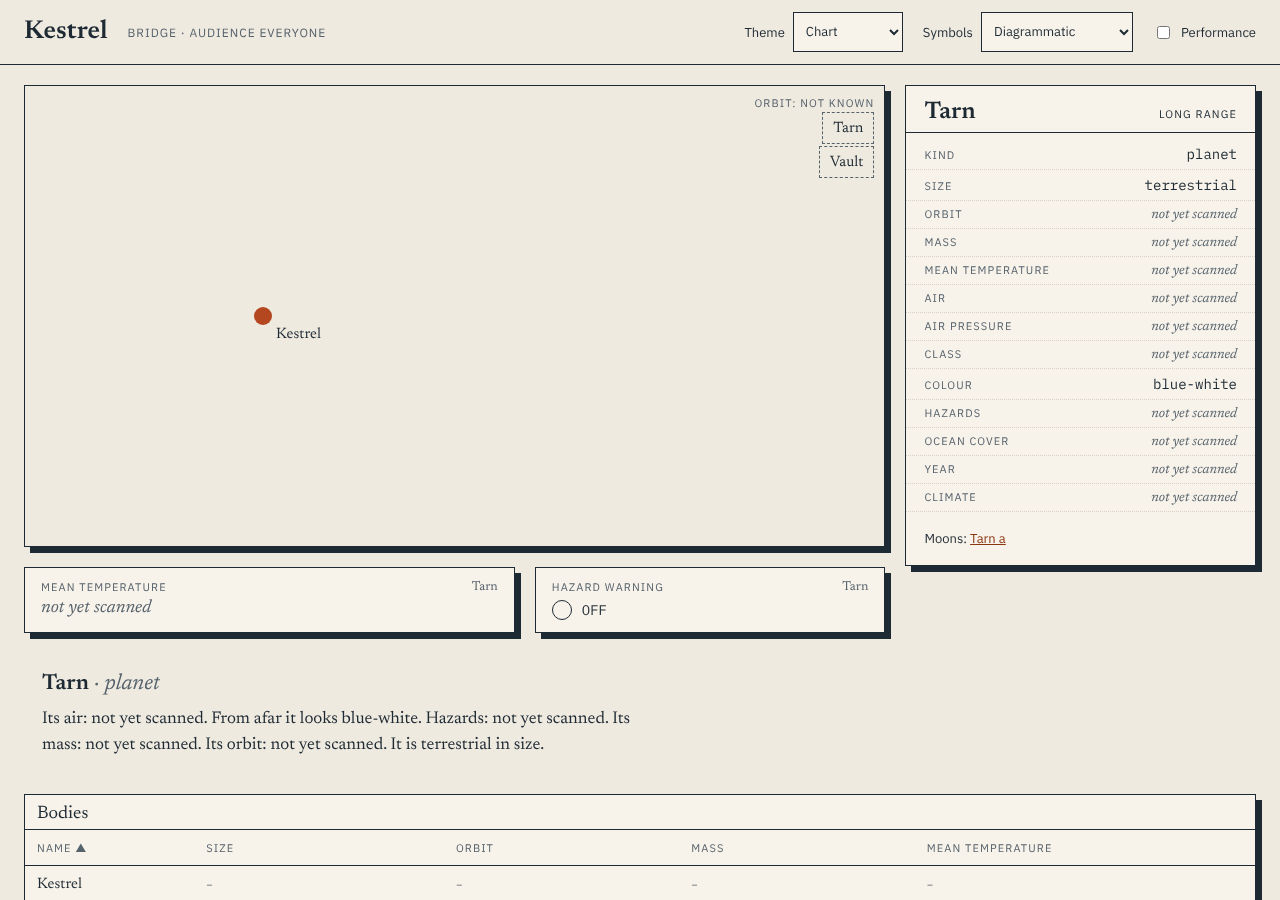 Kestrel BRIDGE · AUDIENCE EVERYONE Theme Chart Symbols Diagrammatic Performance
ORBIT: NOT KNOWN
Tarn
Vault
Kestrel
Tarn LONG RANGE
KIND planet
SIZE terrestrial
ORBIT not yet scanned
MASS not yet scanned
MEAN TEMPERATURE not yet scanned
AIR not yet scanned
AIR PRESSURE not yet scanned
CLASS not yet scanned
COLOUR blue-white
HAZARDS not yet scanned
OCEAN COVER not yet scanned
YEAR not yet scanned
CLIMATE not yet scanned
Moons: Tarn a
MEAN TEMPERATURE Tarn
not yet scanned
HAZARD WARNING Tarn
OFF
Tarn · planet
Its air: not yet scanned. From afar it looks blue-white. Hazards: not yet scanned. Its
mass: not yet scanned. Its orbit: not yet scanned. It is terrestrial in size.
Bodies
NAME ▲ SIZE ORBIT MASS MEAN TEMPERATURE
Kestrel – – – –